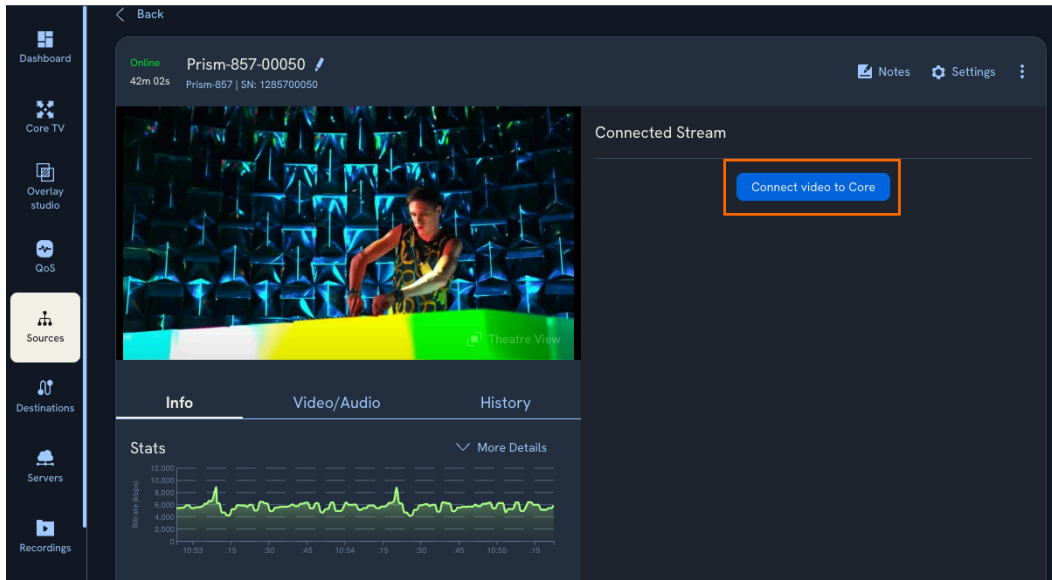 Back
Dashboard
Core TV
Overlay
studio
QoS
Sources
Destinations
Servers
Recordings
Online
42m 02s
Prism-857-00050
Prism-857 | SN: 1285700050
Notes
Settings
Theatre View
Connected Stream
Connect video to Core
Info
Video/Audio
History
Stats
More Details
Bitrate (kbps)
12,000
10,000
8,000
6,000
4,000
2,000
0
10:53 :15 :30 :45 10:54 :15 :30 :45 10:55 :15